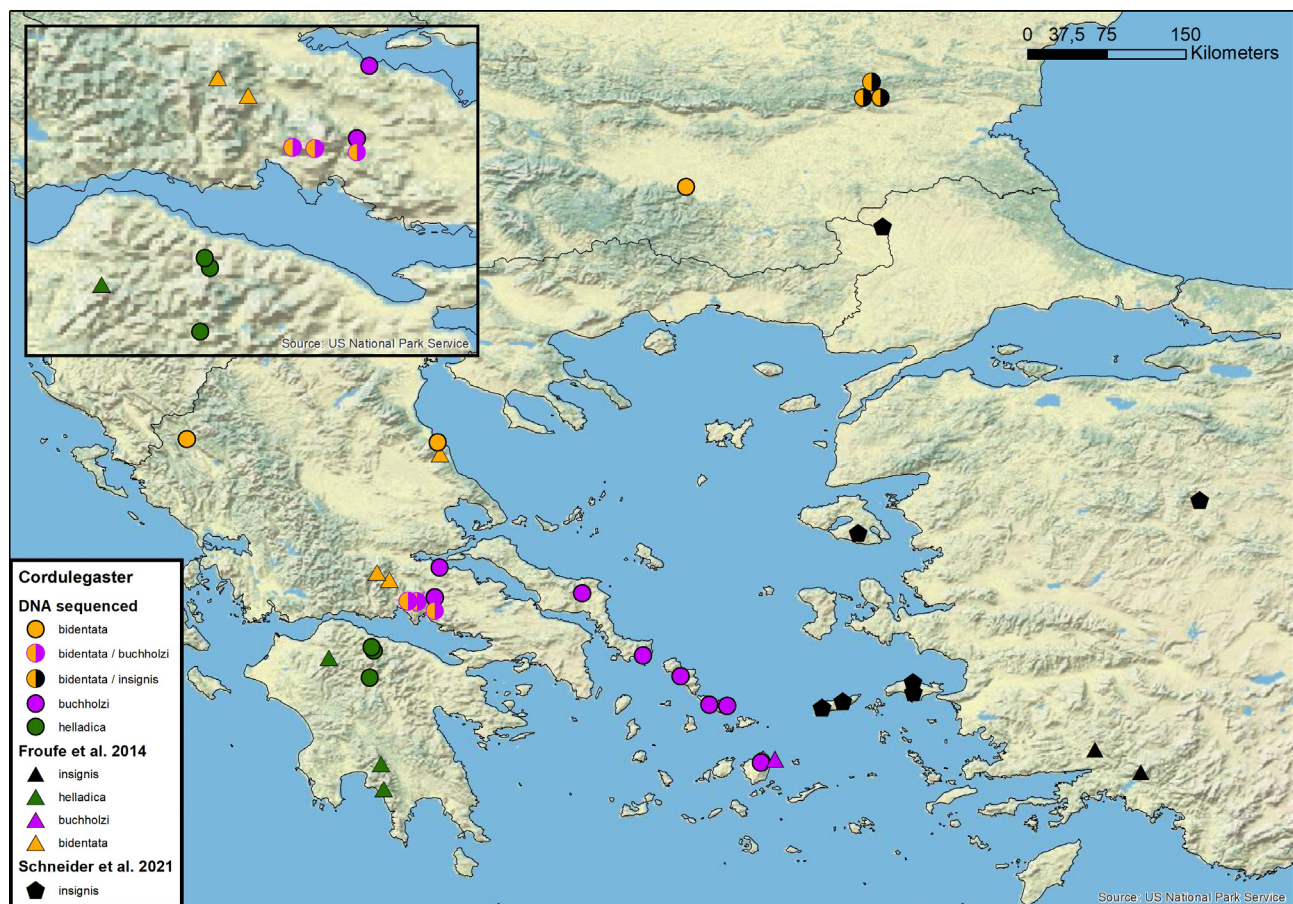 0 37,5 75 150
Kilometers
Source: US National Park Service
Cordulegaster
DNA sequenced
bidentata
bidentata / buchholzi
bidentata / insignis
buchholzi
helladica
Froufe et al. 2014
insignis
helladica
buchholzi
bidentata
Schneider et al. 2021
insignis
Source: US National Park Service